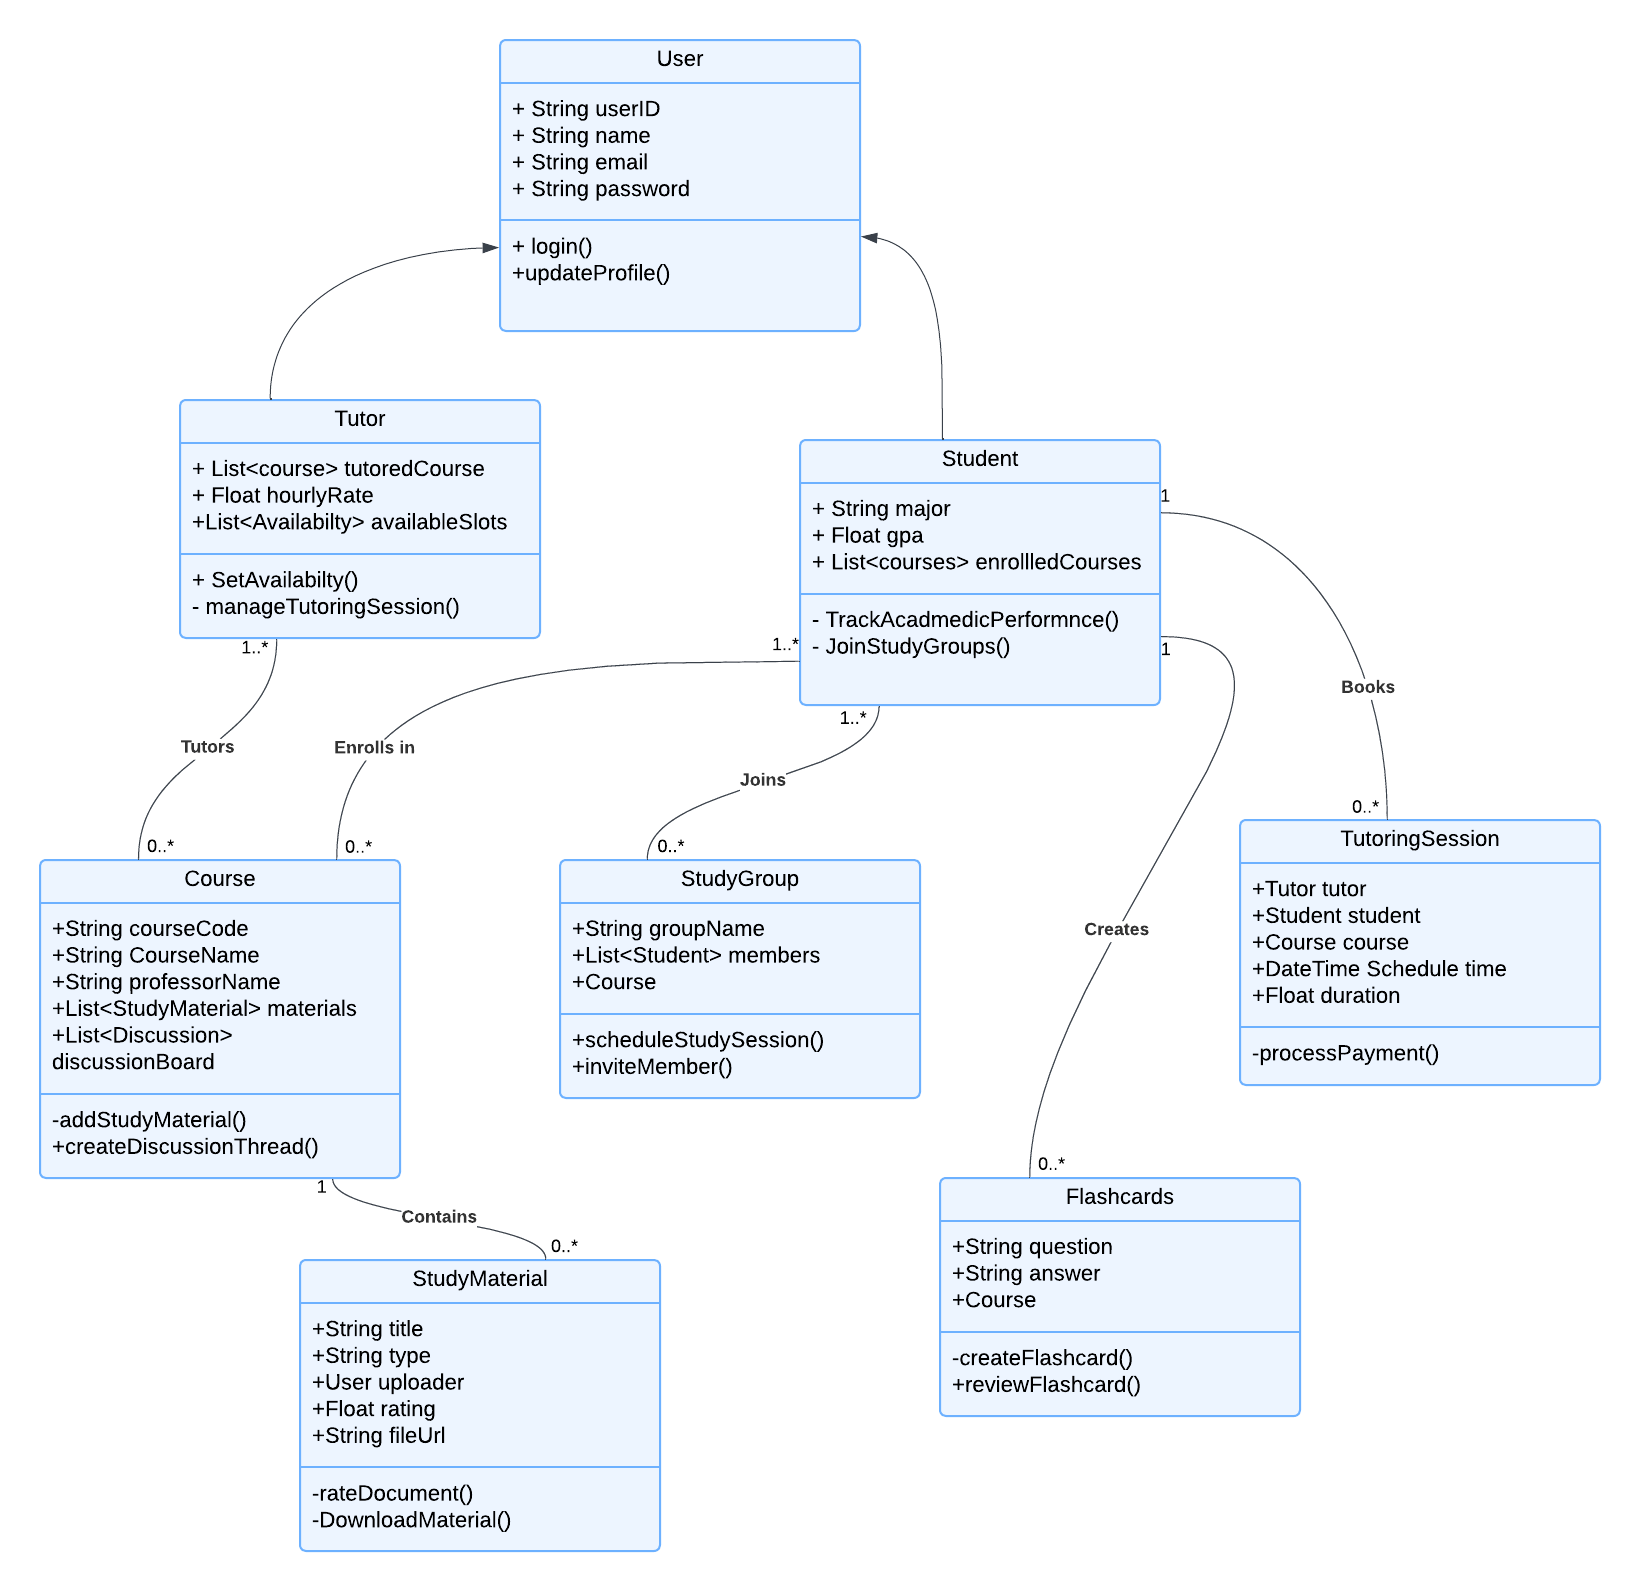 User
+ String userID
+ String name
+ String email
+ String password
+ login()
+updateProfile()
Tutor
+ List<course> tutoredCourse
+ Float hourlyRate
+List<Availabilty> availableSlots
+ SetAvailabilty()
- manageTutoringSession()
Student
+ String major
+ Float gpa
+ List<courses> enrollledCourses
- TrackAcadmedicPerformnce()
- JoinStudyGroups()
1
1
1..*
1..*
1..*
Books
Tutors
Enrolls in
Joins
0..*
0..*
0..*
0..*
Creates
Course
+String courseCode
+String CourseName
+String professorName
+List<StudyMaterial> materials
+List<Discussion>
discussionBoard
-addStudyMaterial()
+createDiscussionThread()
StudyGroup
+String groupName
+List<Student> members
+Course
+scheduleStudySession()
+inviteMember()
TutoringSession
+Tutor tutor
+Student student
+Course course
+DateTime Schedule time
+Float duration
-processPayment()
1
Contains
0..*
0..*
StudyMaterial
+String title
+String type
+User uploader
+Float rating
+String fileUrl
-rateDocument()
-DownloadMaterial()
Flashcards
+String question
+String answer
+Course
-createFlashcard()
+reviewFlashcard()